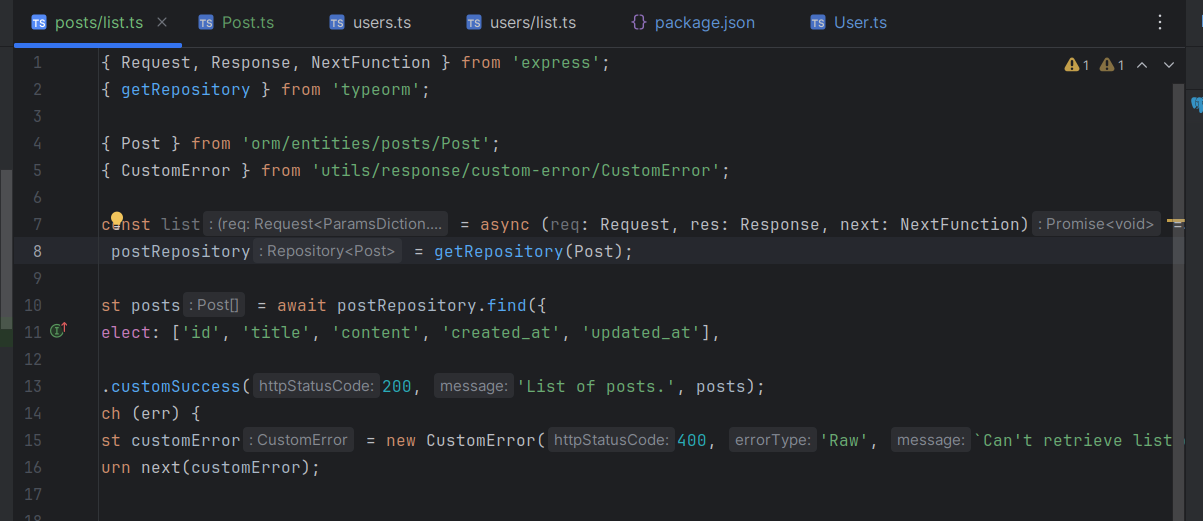 TS posts/list.ts × TS Post.ts TS users.ts TS users/list.ts {} package.json TS User.ts
1 { Request, Response, NextFunction } from 'express'; 1 1
2 { getRepository } from 'typeorm';
3
4 { Post } from 'orm/entities/posts/Post';
5 { CustomError } from 'utils/response/custom-error/CustomError';
6
7 const list : (req: Request<ParamsDiction.... = async (req: Request, res: Response, next: NextFunction) : Promise<void> =
8 postRepository : Repository<Post> = getRepository(Post);
9
10 st posts : Post[] = await postRepository.find({
11 elect: ['id', 'title', 'content', 'created_at', 'updated_at'],
12
13 .customSuccess( httpStatusCode: 200, message: 'List of posts.', posts);
14 ch (err) {
15 st customError : CustomError = new CustomError( httpStatusCode: 400, errorType: 'Raw', message: `Can't retrieve list
16 urn next(customError);
17
18